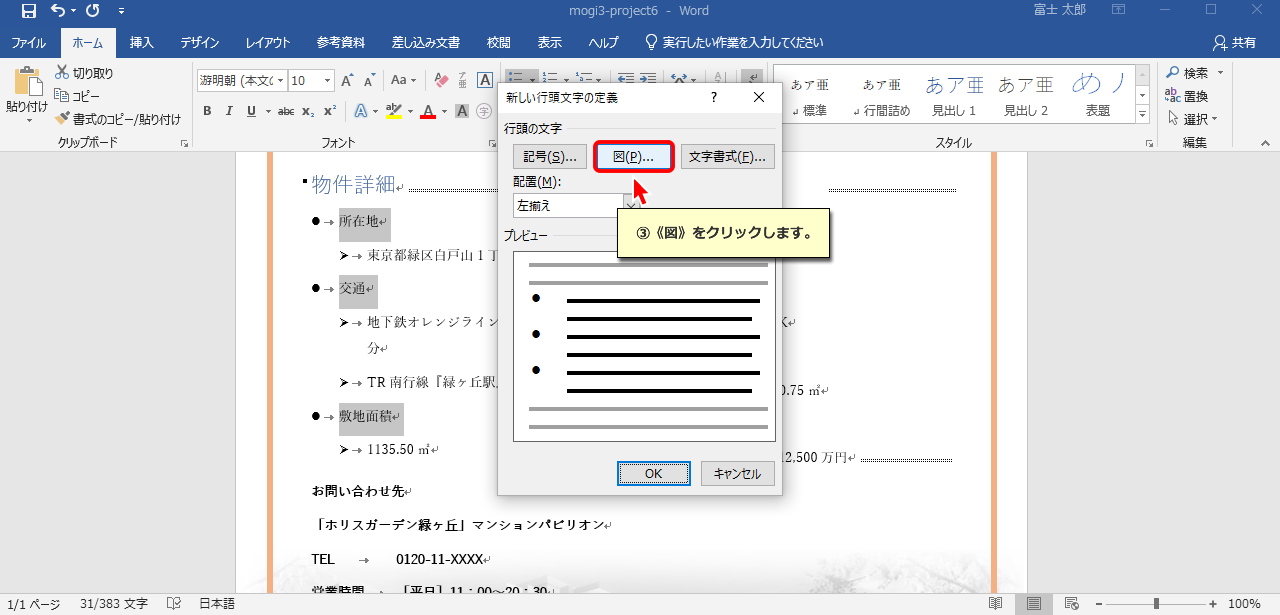 mogi3-project6 - Word
富士 太郎
ファイル ホーム 挿入 デザイン レイアウト 参考資料 差し込み文書 校閲 表示 ヘルプ 実行したい作業を入力してください 共有
貼り付け
切り取り
コピー
書式のコピー/貼り付け
クリップボード
游明朝 (本文の 10
フォント
あア亜 標準
あア亜 行間詰め
あア亜 見出し 1
あア亜 見出し 2
表題
スタイル
検索
置換
選択
編集
新しい行頭文字の定義 ? ×
行頭の文字
記号(S)... 図(P)... 文字書式(F)...
配置(M):
左揃え
③《図》をクリックします。
プレビュー
OK キャンセル
物件詳細
所在地
東京都緑区白戸山 1 丁
交通
地下鉄オレンジライン
分
TR 南行線『緑ヶ丘駅』
0.75 ㎡
敷地面積
1135.50 ㎡
2,500 万円
お問い合わせ先
「ホリスガーデン緑ヶ丘」マンションパビリオン
TEL → 0120-11-XXXX
営業時間 [平日] 11：00～20：30
1/1 ページ 31/383 文字 日本語 100%